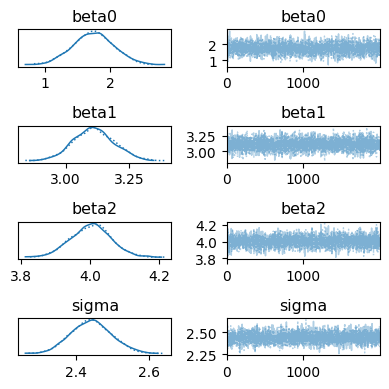 beta0 beta0
2
1
1 2 0 1000
beta1 beta1
3.25
3.00
3.00 3.25 0 1000
beta2 beta2
4.2
4.0
3.8
3.8 4.0 4.2 0 1000
sigma sigma
2.50
2.25
2.4 2.6 0 1000